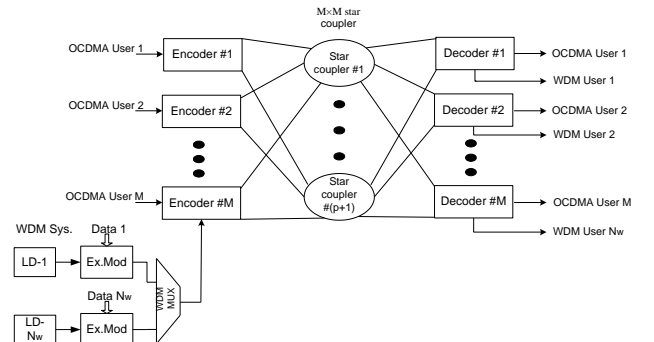 M×M star
coupler
OCDMA User 1
Encoder #1
Star
coupler #1
Decoder #1
OCDMA User 1
WDM User 1
OCDMA User 2
Encoder #2
Decoder #2
OCDMA User 2
WDM User 2
OCDMA User M
Encoder #M
Star
coupler
#(p+1)
Decoder #M
OCDMA User M
WDM User Nw
WDM Sys.
Data 1
LD-1
Ex.Mod
WDM
MUX
Data Nw
LD-
Nw
Ex.Mod